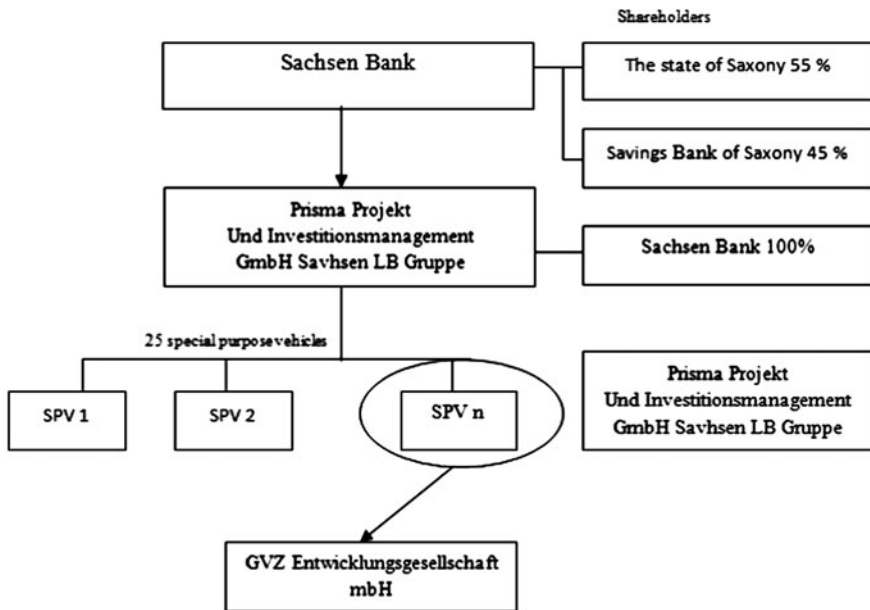 Shareholders
Sachsen Bank
The state of Saxony 55 %
Savings Bank of Saxony 45 %
Prisma Projekt
Und Investitionsmanagement
GmbH Savhsen LB Gruppe
Sachsen Bank 100%
25 special purpose vehicles
SPV 1
SPV 2
SPV n
Prisma Projekt
Und Investitionsmanagement
GmbH Savhsen LB Gruppe
GVZ Entwicklungsgesellschaft
mbH